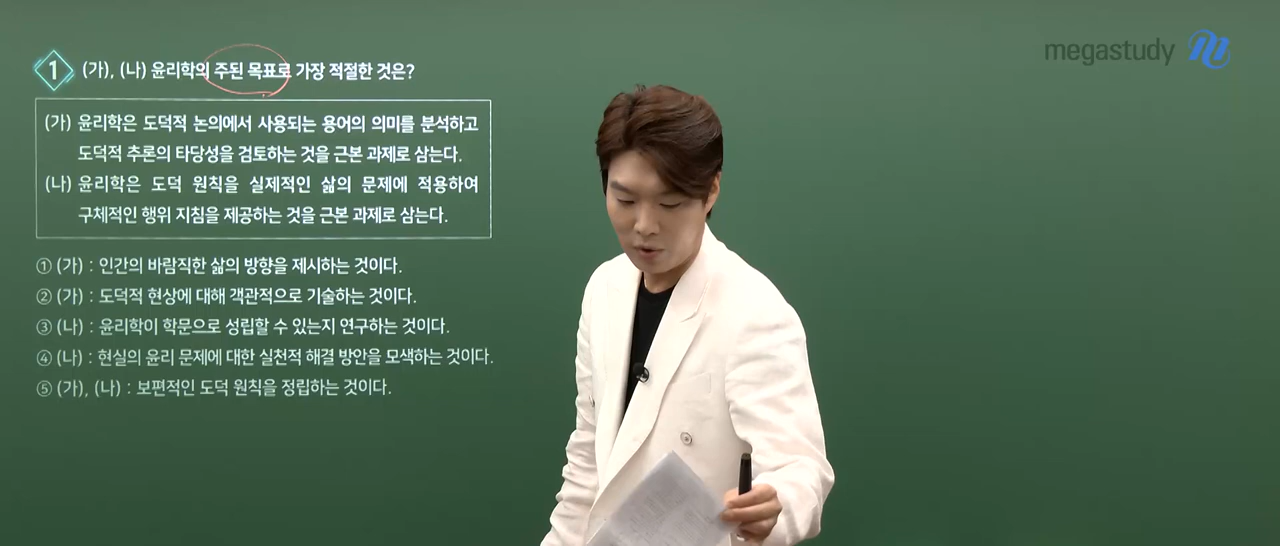 megastudy
1 (가), (나) 윤리학의 주된 목표로 가장 적절한 것은?
(가) 윤리학은 도덕적 논의에서 사용되는 용어의 의미를 분석하고
도덕적 추론의 타당성을 검토하는 것을 근본 과제로 삼는다.
(나) 윤리학은 도덕 원칙을 실제적인 삶의 문제에 적용하여
구체적인 행위 지침을 제공하는 것을 근본 과제로 삼는다.
① (가) : 인간의 바람직한 삶의 방향을 제시하는 것이다.
② (가) : 도덕적 현상에 대해 객관적으로 기술하는 것이다.
③ (나) : 윤리학이 학문으로 성립할 수 있는지 연구하는 것이다.
④ (나) : 현실의 윤리 문제에 대한 실천적 해결 방안을 모색하는 것이다.
⑤ (가), (나) : 보편적인 도덕 원칙을 정립하는 것이다.